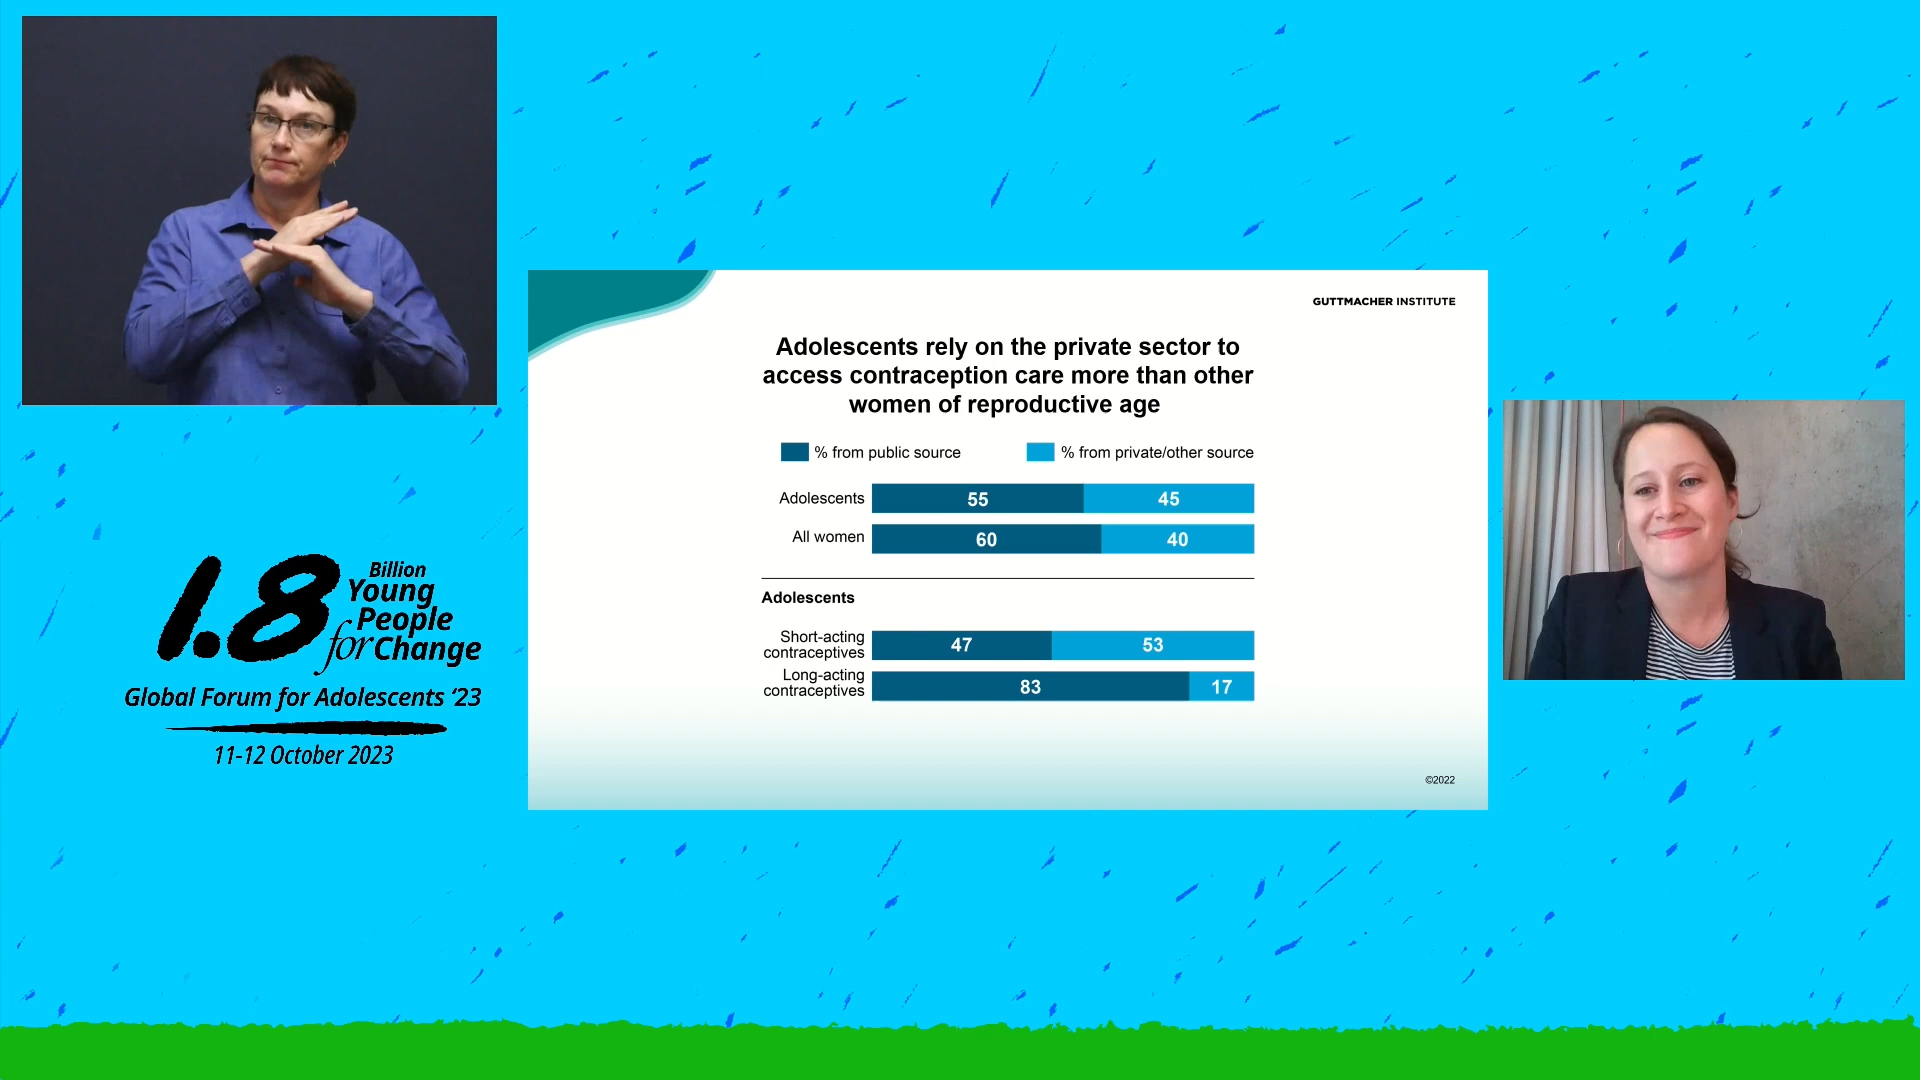 GUTTMACHER INSTITUTE
Adolescents rely on the private sector to
access contraception care more than other
women of reproductive age
% from public source
% from private/other source
Adolescents 55 45
All women 60 40
Adolescents
Short-acting
contraceptives 47 53
Long-acting
contraceptives 83 17
©2022
1.8 Billion
Young
People
for Change
Global Forum for Adolescents ‘23
11-12 October 2023